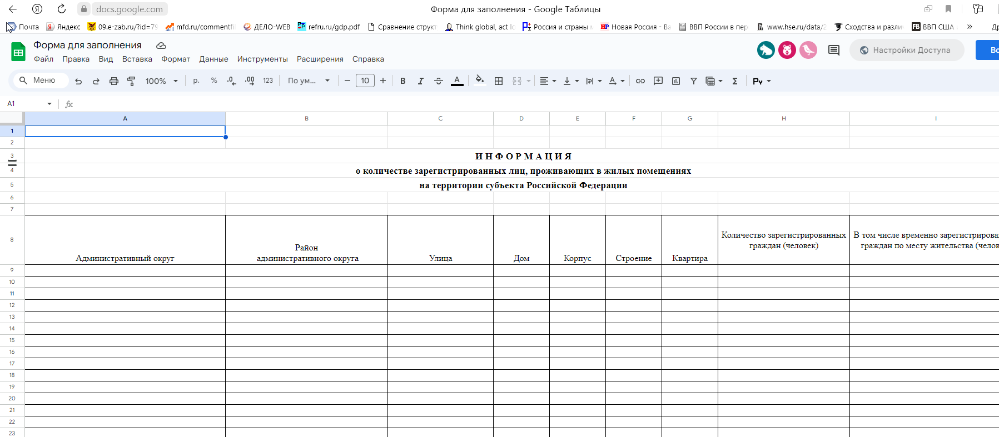 docs.google.com
Форма для заполнения - Google Таблицы
Почта Яндекс 09.e-zab.ru/?id=79 mfd.ru/commentfi ДЕЛО-WEB refru.ru/gdp.pdf Сравнение структ Think global, act lo Россия и страны Новая Россия - Ва ВВП России в пер www.hse.ru/data/2 Сходства и различ ВВП США »
Форма для заполнения
Файл Правка Вид Вставка Формат Данные Инструменты Расширения Справка
Настройки Доступа
Меню 100% р. % .0 .00 123 По ум... − 10 + B I A Σ Ру
A1 fx
A B C D E F G H I
1
2
3 И Н Ф О Р М А Ц И Я
4 о количестве зарегистрированных лиц, проживающих в жилых помещениях
5 на территории субъекта Российской Федерации
6
7
8
Административный округ
Район
административного округа
Улица
Дом
Корпус
Строение
Квартира
Количество зарегистрированных
граждан (человек)
В том числе временно зарегистрирова
граждан по месту жительства (челов
9
10
11
12
13
14
15
16
17
18
19
20
21
22
23